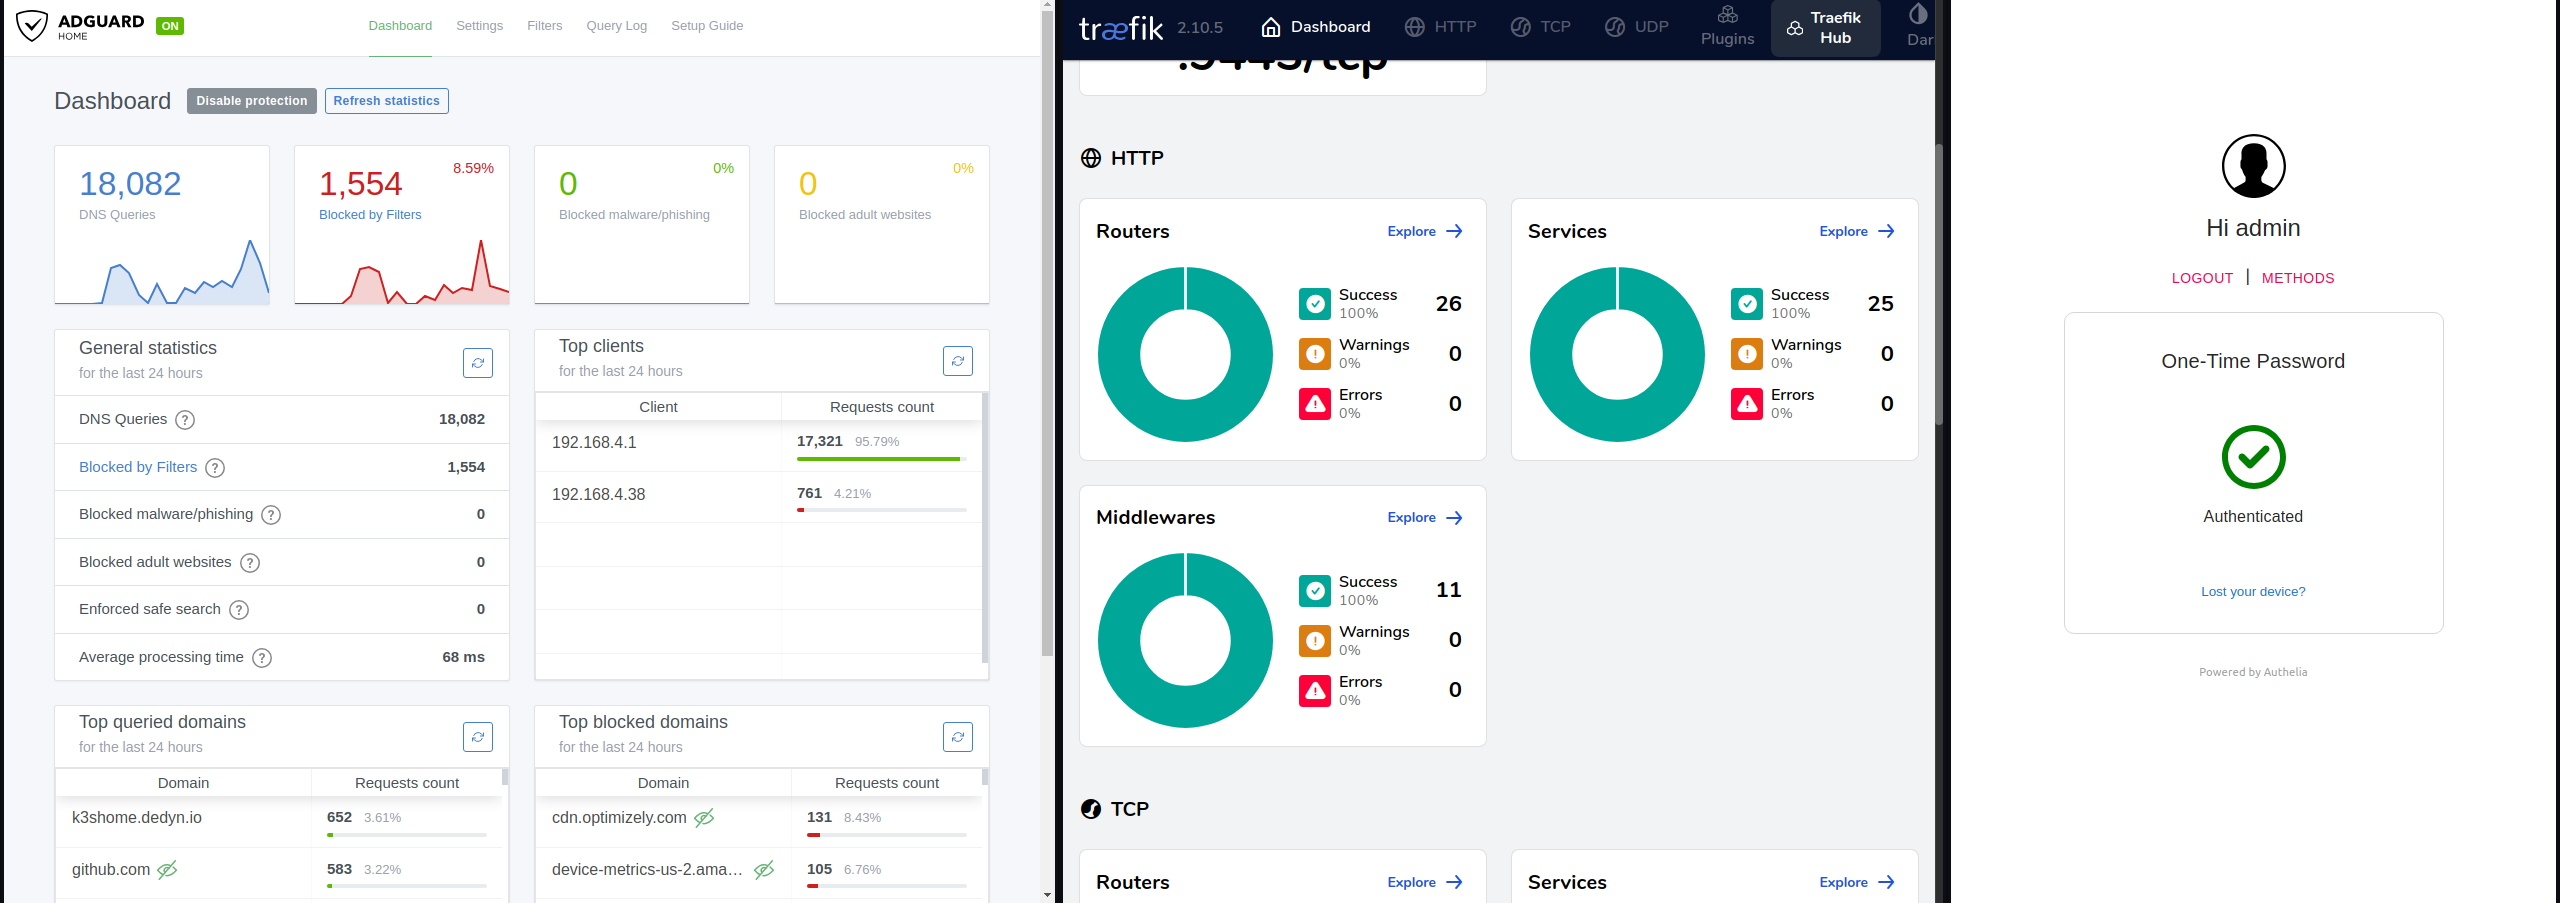 ADGUARD
HOME
ON
Dashboard
Settings
Filters
Query Log
Setup Guide
Dashboard
Disable protection
Refresh statistics
18,082
DNS Queries
8.59%
1,554
Blocked by Filters
0%
0
Blocked malware/phishing
0%
0
Blocked adult websites
General statistics
for the last 24 hours
DNS Queries ? 18,082
Blocked by Filters ? 1,554
Blocked malware/phishing ? 0
Blocked adult websites ? 0
Enforced safe search ? 0
Average processing time ? 68 ms
Top clients
for the last 24 hours
Client Requests count
192.168.4.1 17,321 95.79%
192.168.4.38 761 4.21%
Top queried domains
for the last 24 hours
Domain Requests count
k3shome.dedyn.io 652 3.61%
github.com 583 3.22%
Top blocked domains
for the last 24 hours
Domain Requests count
cdn.optimizely.com 131 8.43%
device-metrics-us-2.ama… 105 6.76%
træfik 2.10.5
Dashboard
HTTP
TCP
UDP
Plugins
Traefik
Hub
Dar
HTTP
Routers
Explore
Success 26
100%
Warnings 0
0%
Errors 0
0%
Services
Explore
Success 25
100%
Warnings 0
0%
Errors 0
0%
Middlewares
Explore
Success 11
100%
Warnings 0
0%
Errors 0
0%
TCP
Routers
Explore
Services
Explore
Hi admin
LOGOUT | METHODS
One-Time Password
Authenticated
Lost your device?
Powered by Authelia